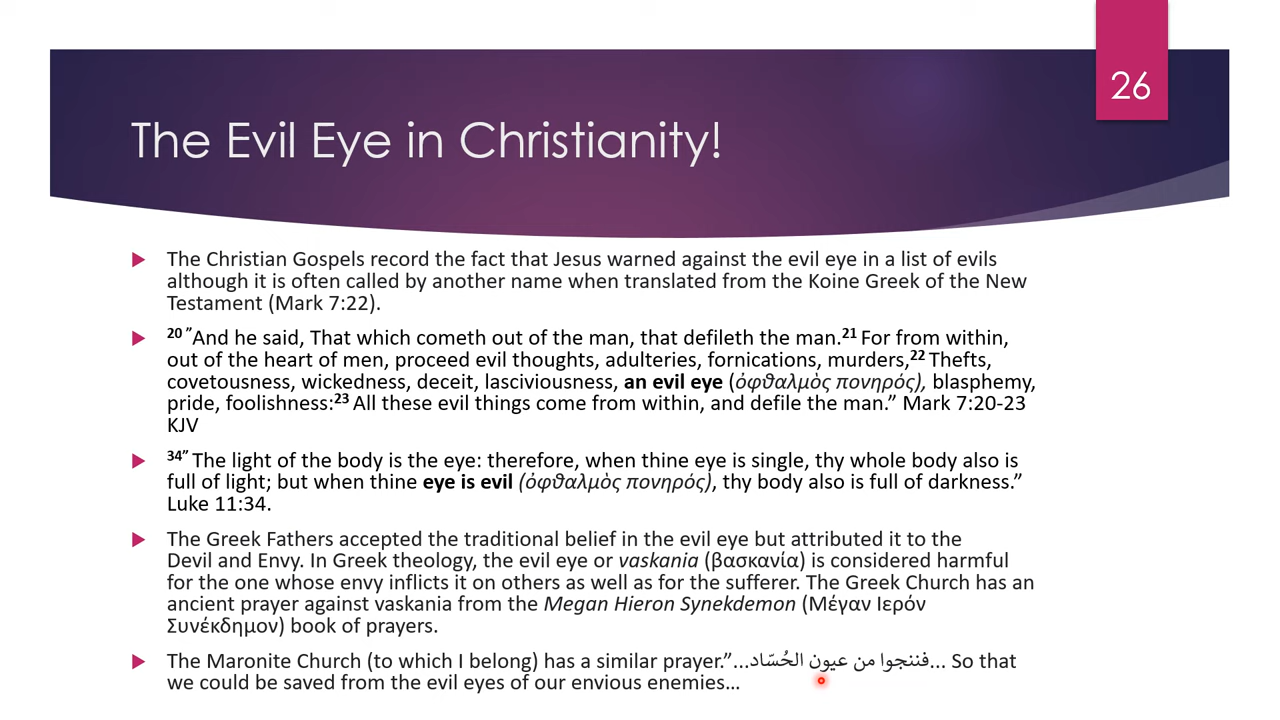 26
The Evil Eye in Christianity!
The Christian Gospels record the fact that Jesus warned against the evil eye in a list of evils
although it is often called by another name when translated from the Koine Greek of the New
Testament (Mark 7:22).
20 ” And he said, That which cometh out of the man, that defileth the man.21 For from within,
out of the heart of men, proceed evil thoughts, adulteries, fornications, murders,22 Thefts,
covetousness, wickedness, deceit, lasciviousness, an evil eye (ὀφθαλμὸς πονηρός), blasphemy,
pride, foolishness:23 All these evil things come from within, and defile the man.” Mark 7:20-23
KJV
34” The light of the body is the eye: therefore, when thine eye is single, thy whole body also is
full of light; but when thine eye is evil (ὀφθαλμὸς πονηρός), thy body also is full of darkness.”
Luke 11:34.
The Greek Fathers accepted the traditional belief in the evil eye but attributed it to the
Devil and Envy. In Greek theology, the evil eye or vaskania (βασκανία) is considered harmful
for the one whose envy inflicts it on others as well as for the sufferer. The Greek Church has an
ancient prayer against vaskania from the Megan Hieron Synekdemon (Μέγαν Ιερόν
Συνέκδημον) book of prayers.
The Maronite Church (to which I belong) has a similar prayer.”...فننجوا من عيون الحُسّاد... So that
we could be saved from the evil eyes of our envious enemies…